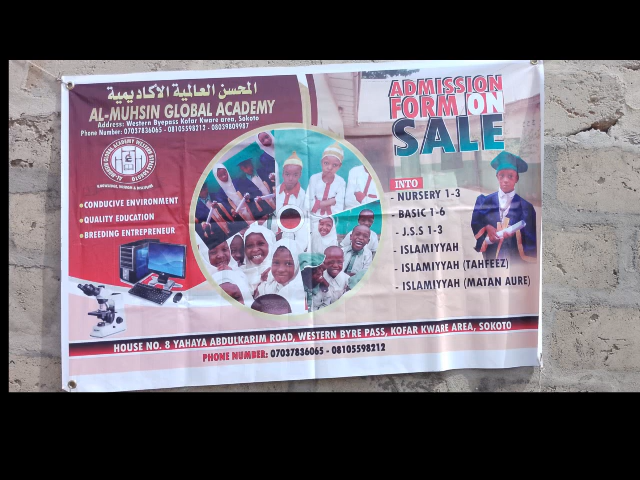 المحسن العالمية الأكاديمية
AL-MUHSIN GLOBAL ACADEMY
Address: Western Byepass Kofar Kware area, Sokoto
Phone Number: 07037836065 - 08105598212 - 08039809987
CONDUCIVE ENVIRONMENT
QUALITY EDUCATION
BREEDING ENTREPRENEUR
ADMISSION
FORM ON
SALE
INTO
- NURSERY 1-3
- BASIC 1-6
- J.S.S 1-3
- ISLAMIYYAH
- ISLAMIYYAH (TAHFEEZ)
- ISLAMIYYAH (MATAN AURE)
HOUSE NO. 8 YAHAYA ABDULKARIM ROAD, WESTERN BYRE PASS, KOFAR KWARE AREA, SOKOTO
PHONE NUMBER: 07037836065 - 08105598212